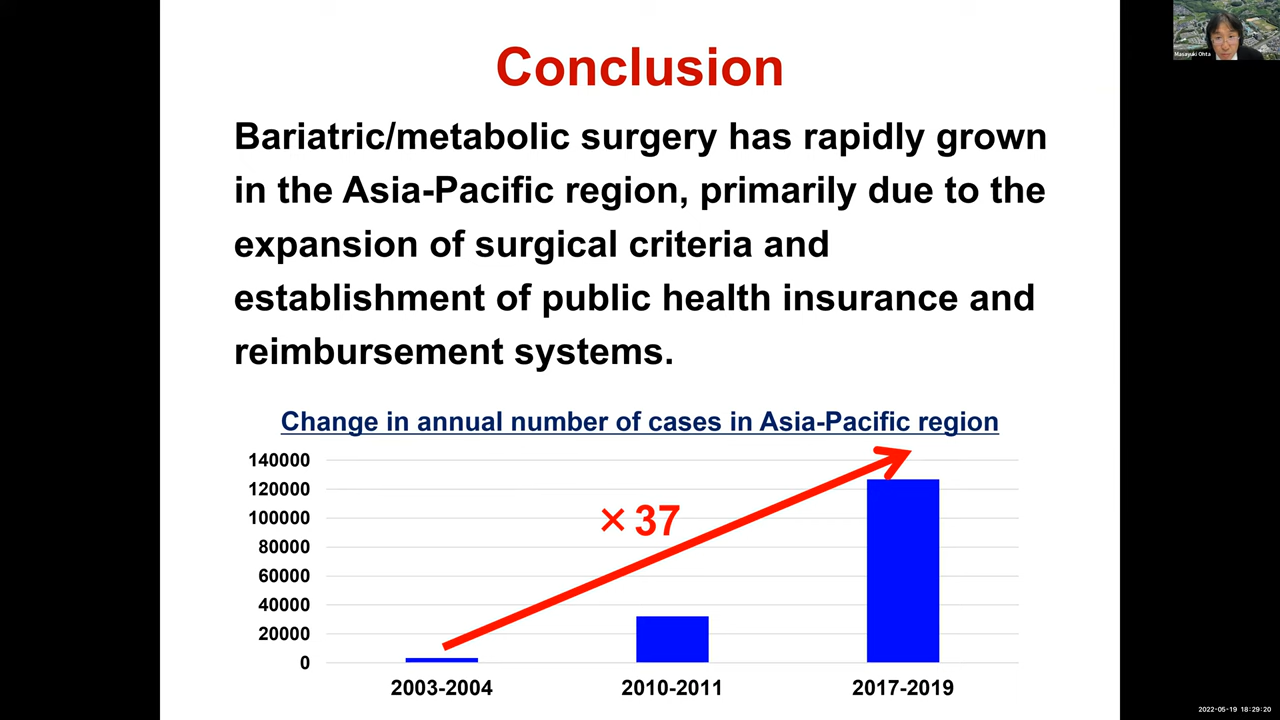 Conclusion
Masayuki Ohta
Bariatric/metabolic surgery has rapidly grown
in the Asia-Pacific region, primarily due to the
expansion of surgical criteria and
establishment of public health insurance and
reimbursement systems.
Change in annual number of cases in Asia-Pacific region
140000
120000
100000
80000
60000
40000
20000
0
×37
2003-2004
2010-2011
2017-2019
2022-05-19 18:29:20